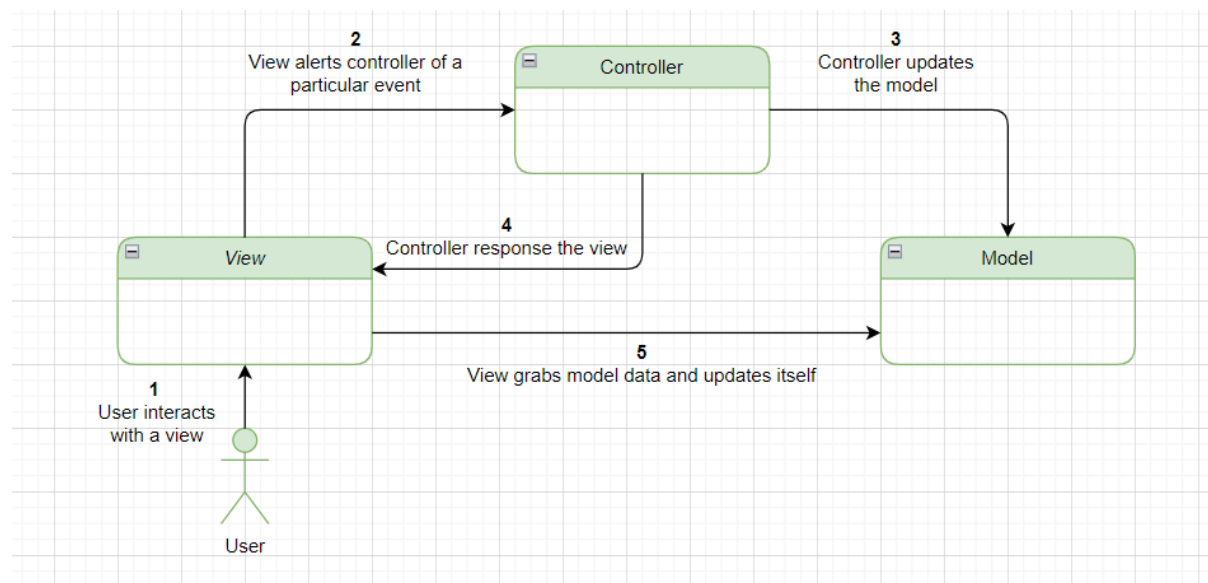 2
View alerts controller of a
particular event
Controller
3
Controller updates
the model
4
Controller response the view
View
Model
5
View grabs model data and updates itself
1
User interacts
with a view
User